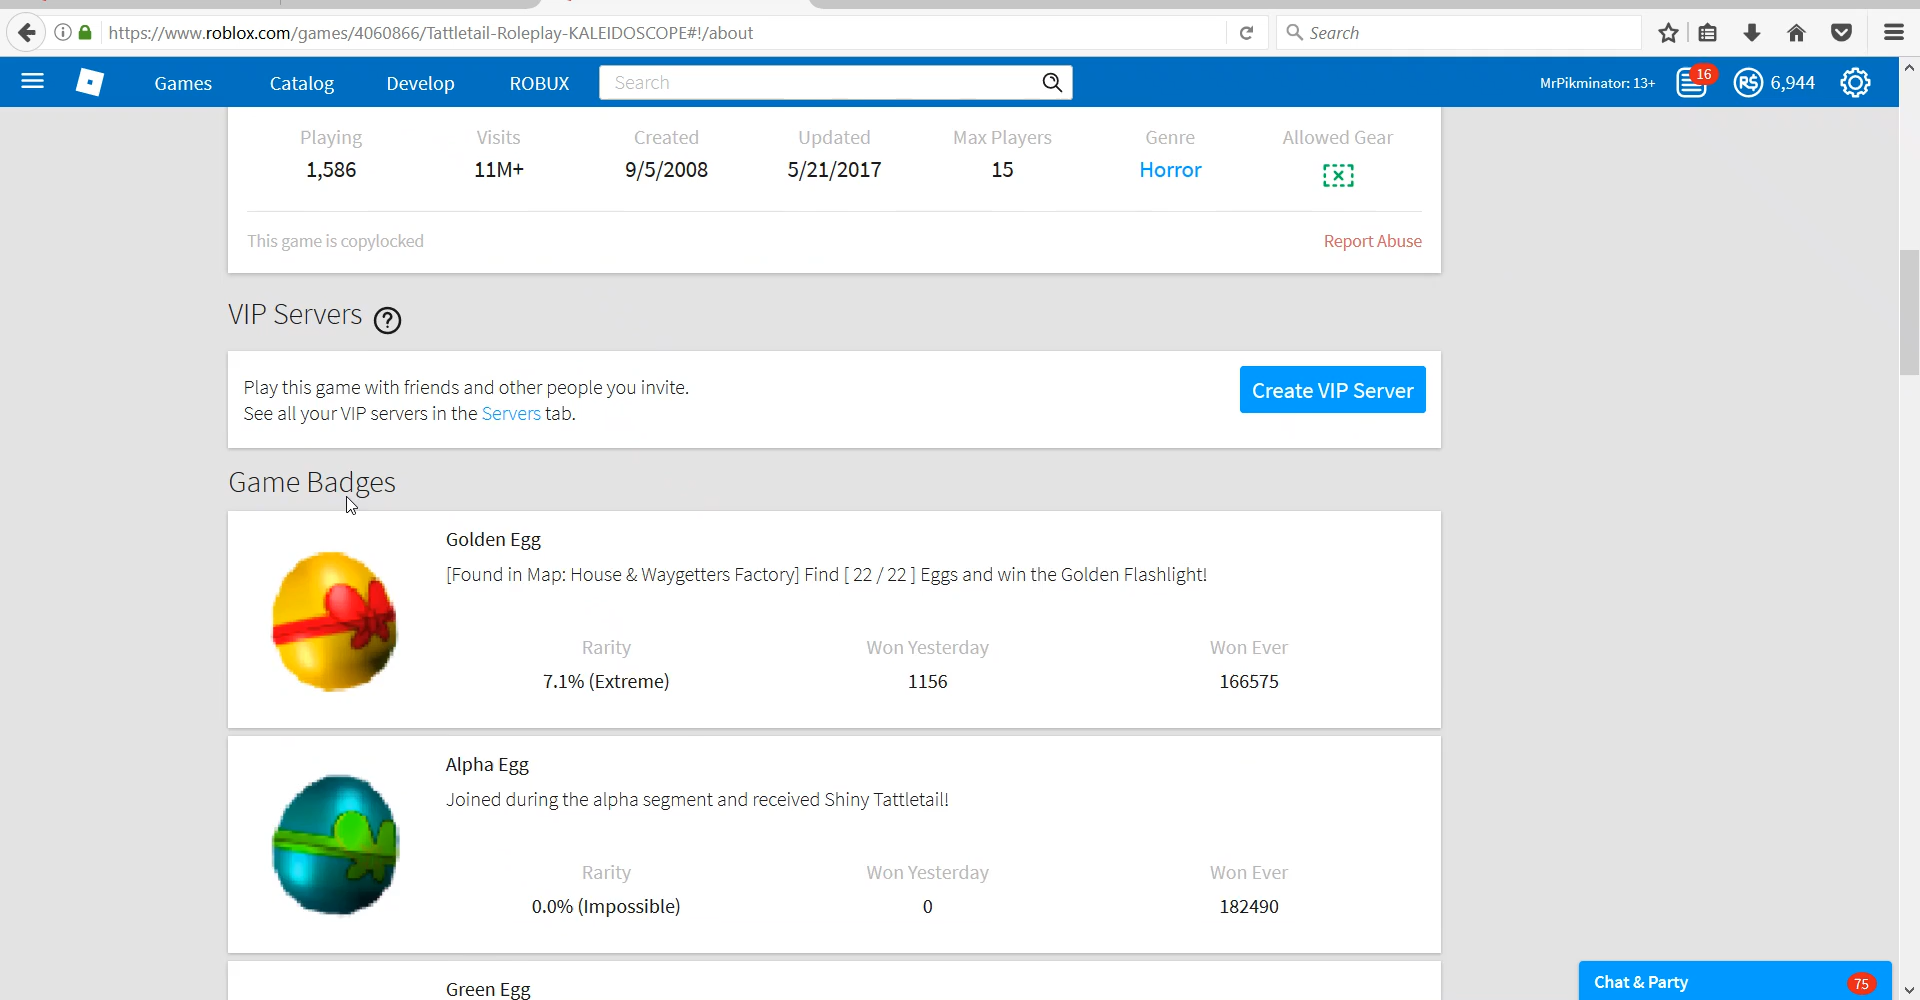 https://www.roblox.com/games/4060866/Tattletail-Roleplay-KALEIDOSCOPE#!/about
Search
Games
Catalog
Develop
ROBUX
Search
MrPikminator: 13+
16
R$ 6,944
Playing
Visits
Created
Updated
Max Players
Genre
Allowed Gear
1,586
11M+
9/5/2008
5/21/2017
15
Horror
This game is copylocked
Report Abuse
VIP Servers ?
Play this game with friends and other people you invite.
See all your VIP servers in the Servers tab.
Create VIP Server
Game Badges
Golden Egg
[Found in Map: House & Waygetters Factory] Find [ 22 / 22 ] Eggs and win the Golden Flashlight!
Rarity
Won Yesterday
Won Ever
7.1% (Extreme)
1156
166575
Alpha Egg
Joined during the alpha segment and received Shiny Tattletail!
Rarity
Won Yesterday
Won Ever
0.0% (Impossible)
0
182490
Green Egg
Chat & Party
75